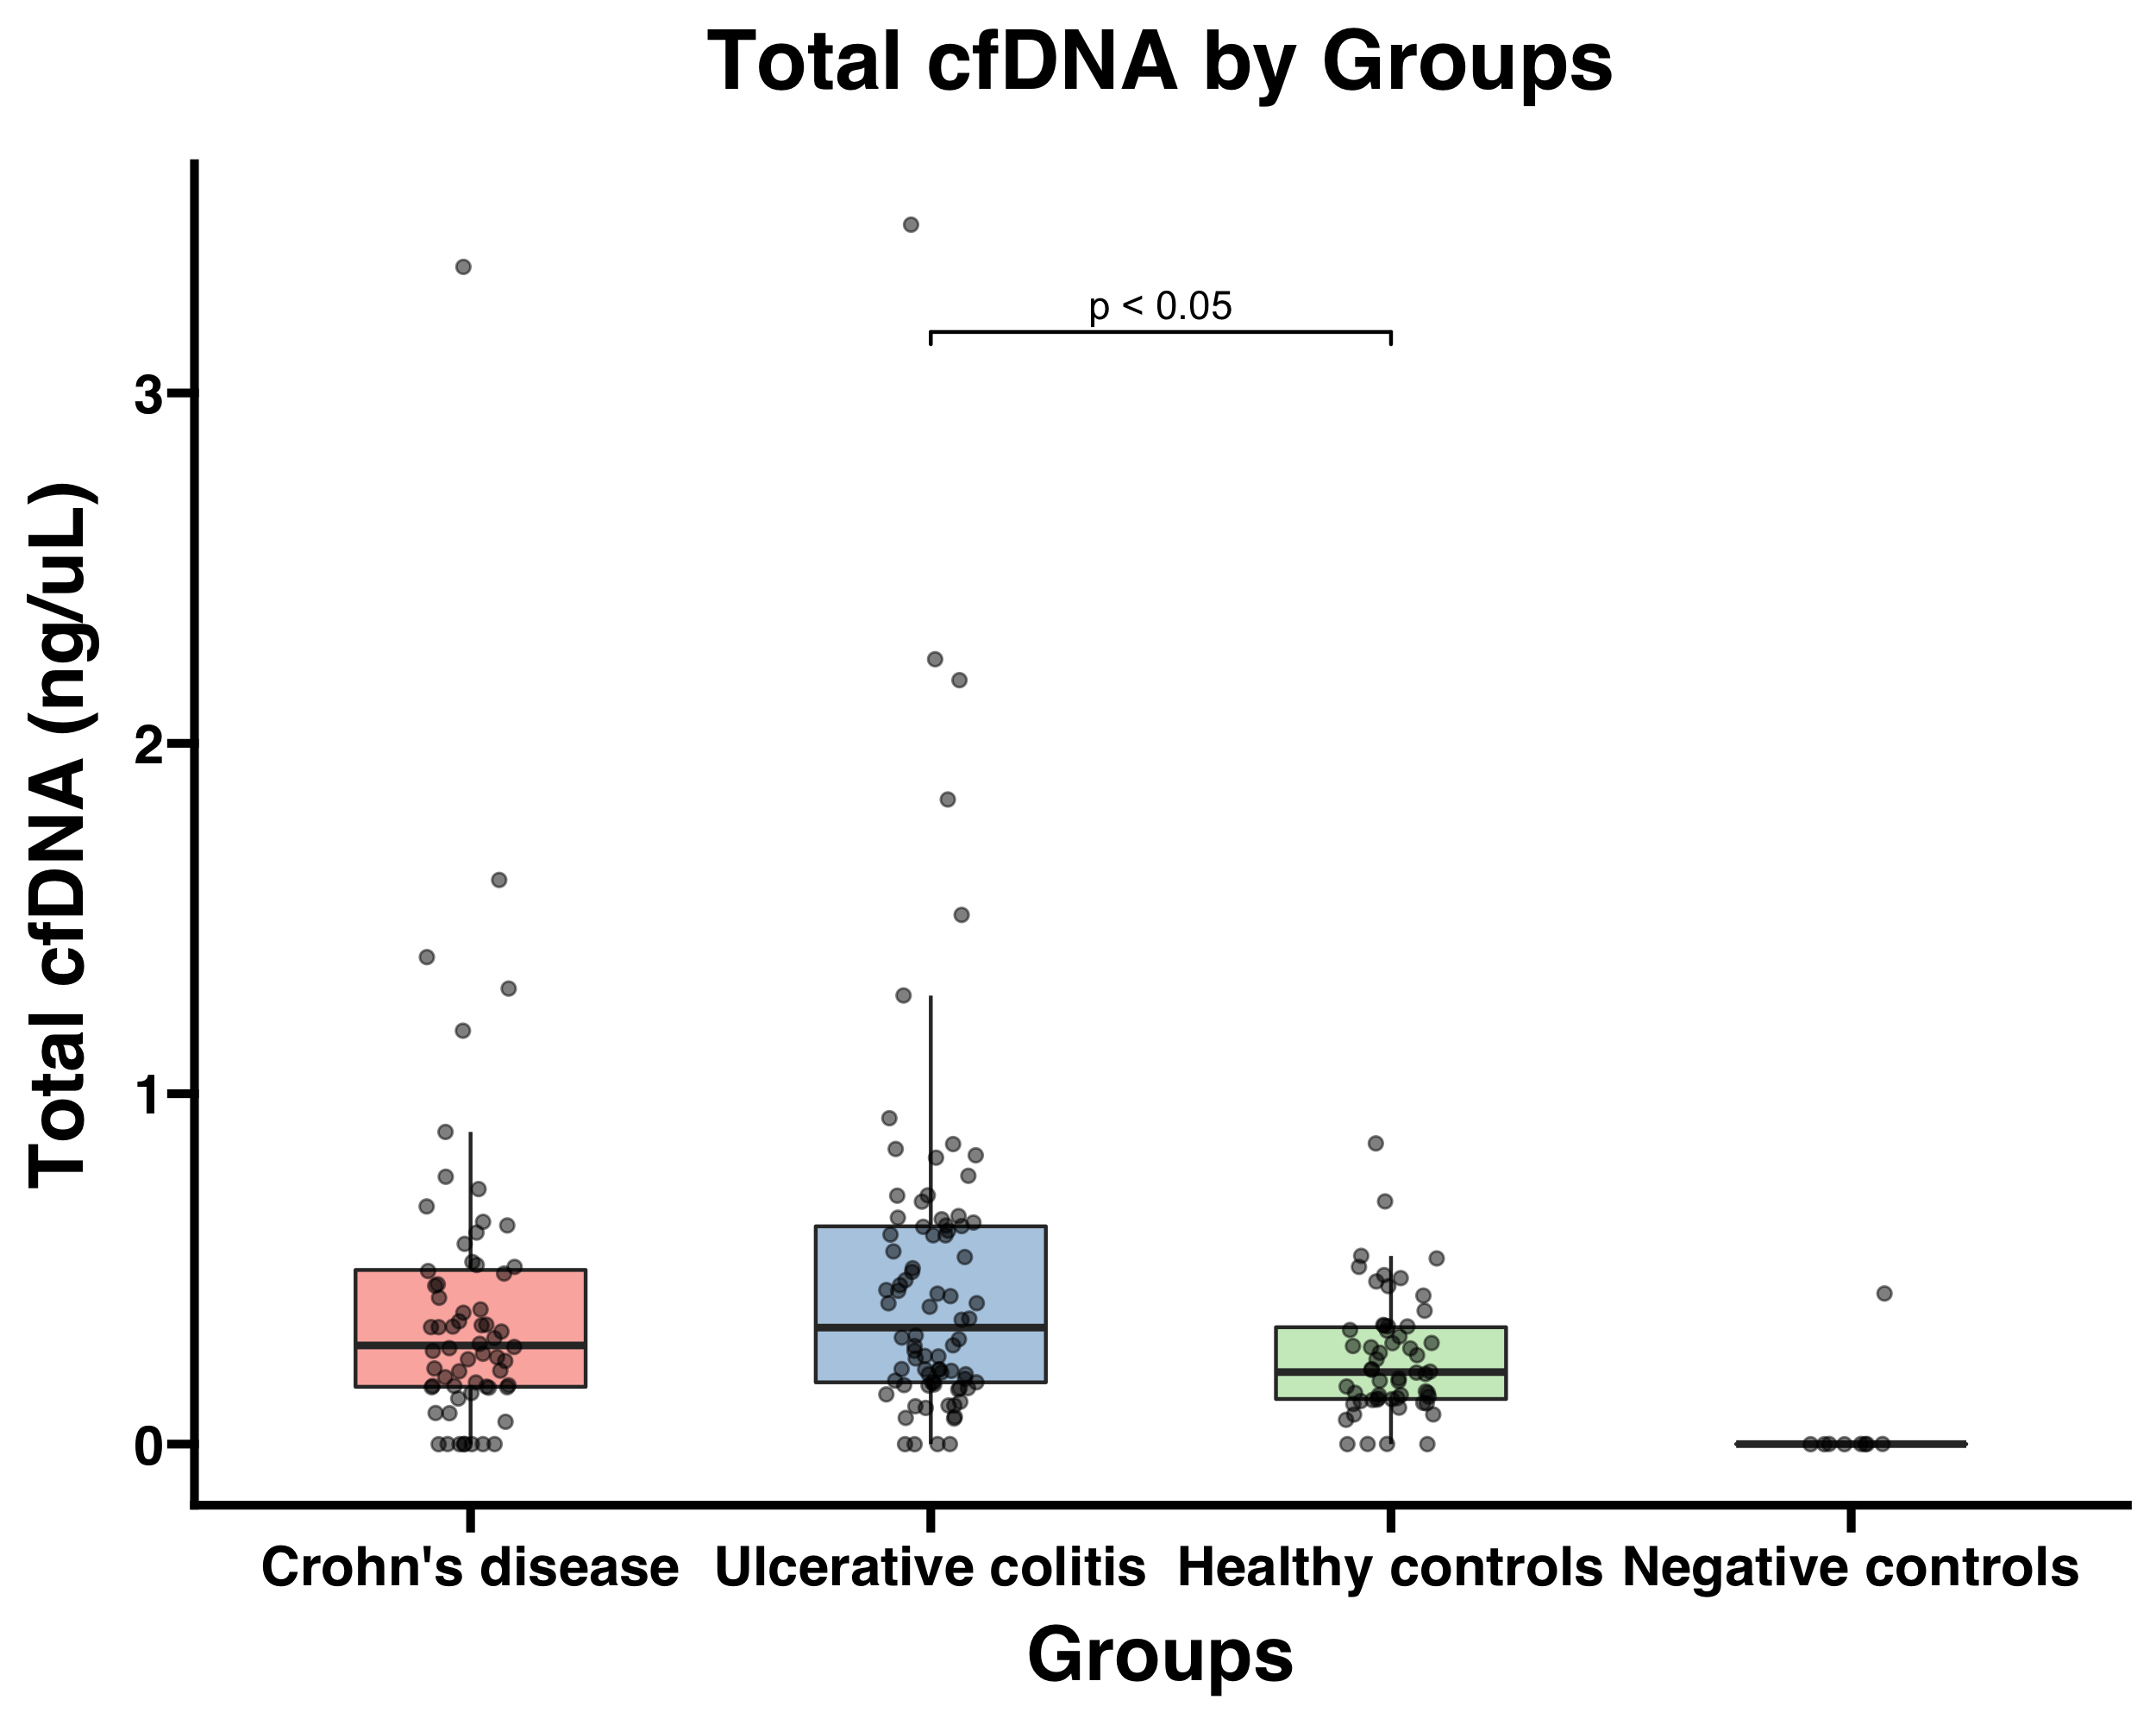 Total cfDNA by Groups
p < 0.05
Total cfDNA (ng/uL)
3
2
1
0
Crohn's disease Ulcerative colitis Healthy controls Negative controls
Groups